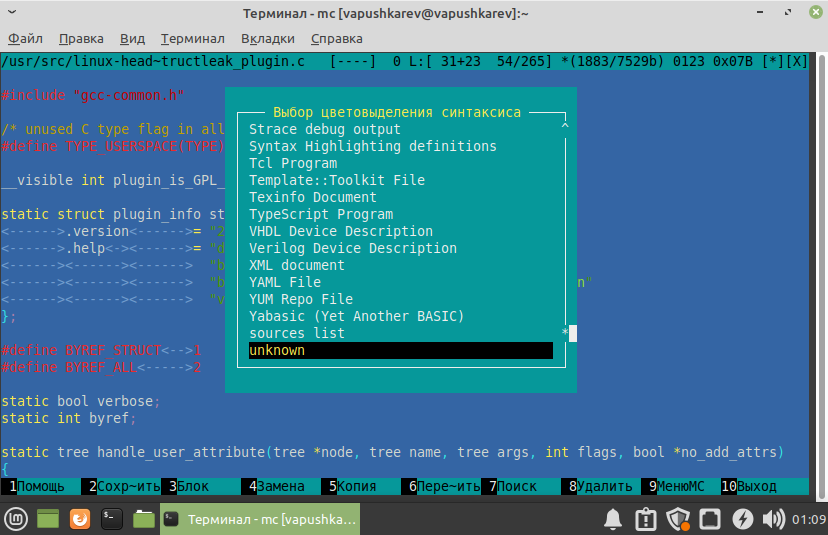 Терминал - mc [vapushkarev@vapushkarev]:~
Файл Правка Вид Терминал Вкладки Справка
/usr/src/linux-head~tructleak_plugin.c [----] 0 L:[ 31+23 54/265] *(1883/7529b) 0123 0x07B [*][X]
#include "gcc-common.h"
/* unused C type flag in all
#define TYPE_USERSPACE(TYPE)
__visible int plugin_is_GPL_
static struct plugin_info st
<------>.version<------>= "2
<------>.help<-><------>= "d
<------><------><------> "b
<------><------><------> "b n"
<------><------><------> "v
};
#define BYREF_STRUCT<-->1
#define BYREF_ALL<----->2
static bool verbose;
static int byref;
static tree handle_user_attribute(tree *node, tree name, tree args, int flags, bool *no_add_attrs)
{
Выбор цветовыделения синтаксиса
Strace debug output ^
Syntax Highlighting definitions
Tcl Program
Template::Toolkit File
Texinfo Document
TypeScript Program
VHDL Device Description
Verilog Device Description
XML document
YAML File
YUM Repo File
Yabasic (Yet Another BASIC)
sources list *
unknown
1Помощь 2Сохр~ить 3Блок 4Замена 5Копия 6Пере~ить 7Поиск 8Удалить 9МенюMC 10Выход
Терминал - mc [vapushka... 01:09